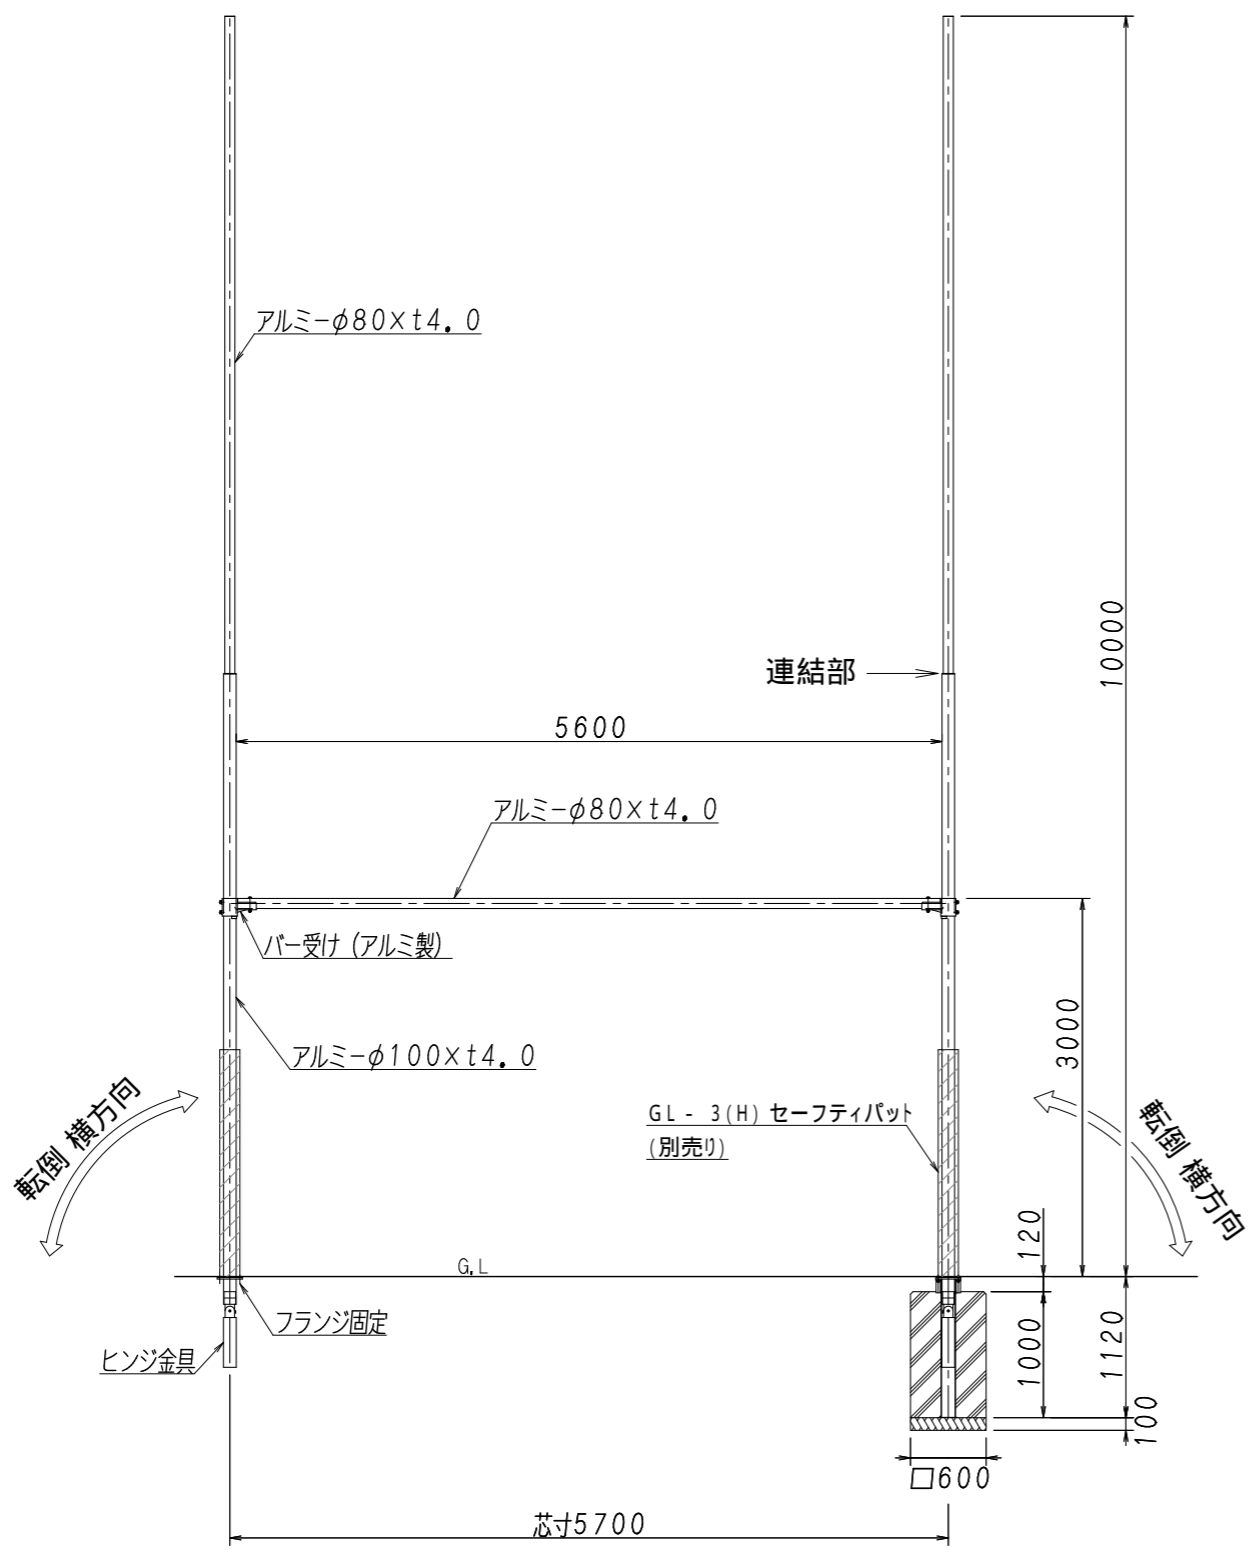 アルミーφ80×t4.0
連結部
10000
5600
アルミーφ80×t4.0
バー受け（アルミ製）
3000
アルミーφ100×t4.0
転倒 横方向
GL - 3(H) セーフティパット
(別売り)
転倒 横方向
120
G.L
フランジ固定
ヒンジ金具
1000
1120
100
□600
芯寸5700